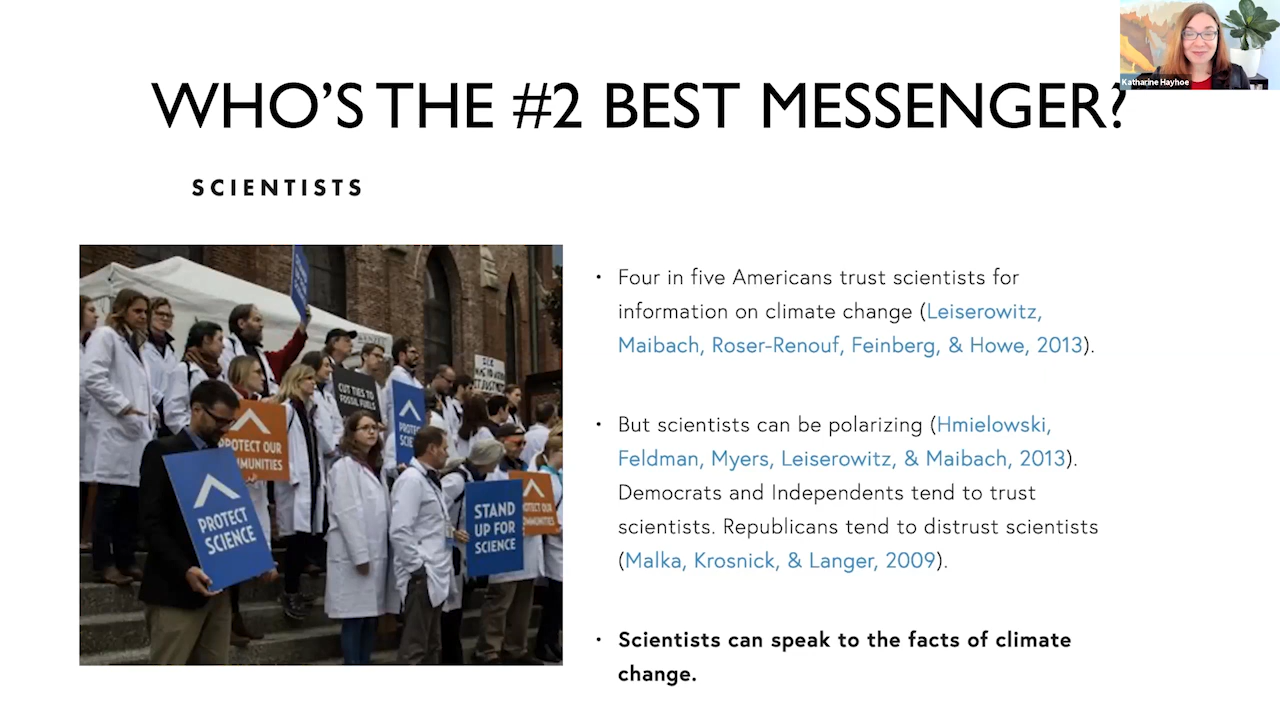 Katharine Hayhoe
WHO'S THE #2 BEST MESSENGER?
SCIENTISTS
• Four in five Americans trust scientists for
information on climate change (Leiserowitz,
Maibach, Roser-Renouf, Feinberg, & Howe, 2013).
• But scientists can be polarizing (Hmielowski,
Feldman, Myers, Leiserowitz, & Maibach, 2013).
Democrats and Independents tend to trust
scientists. Republicans tend to distrust scientists
(Malka, Krosnick, & Langer, 2009).
• Scientists can speak to the facts of climate
change.
CUT TIES TO
FOSSIL FUELS
PROTECT OUR
PROTECT
SCIENCE
STAND
UP FOR
SCIENCE